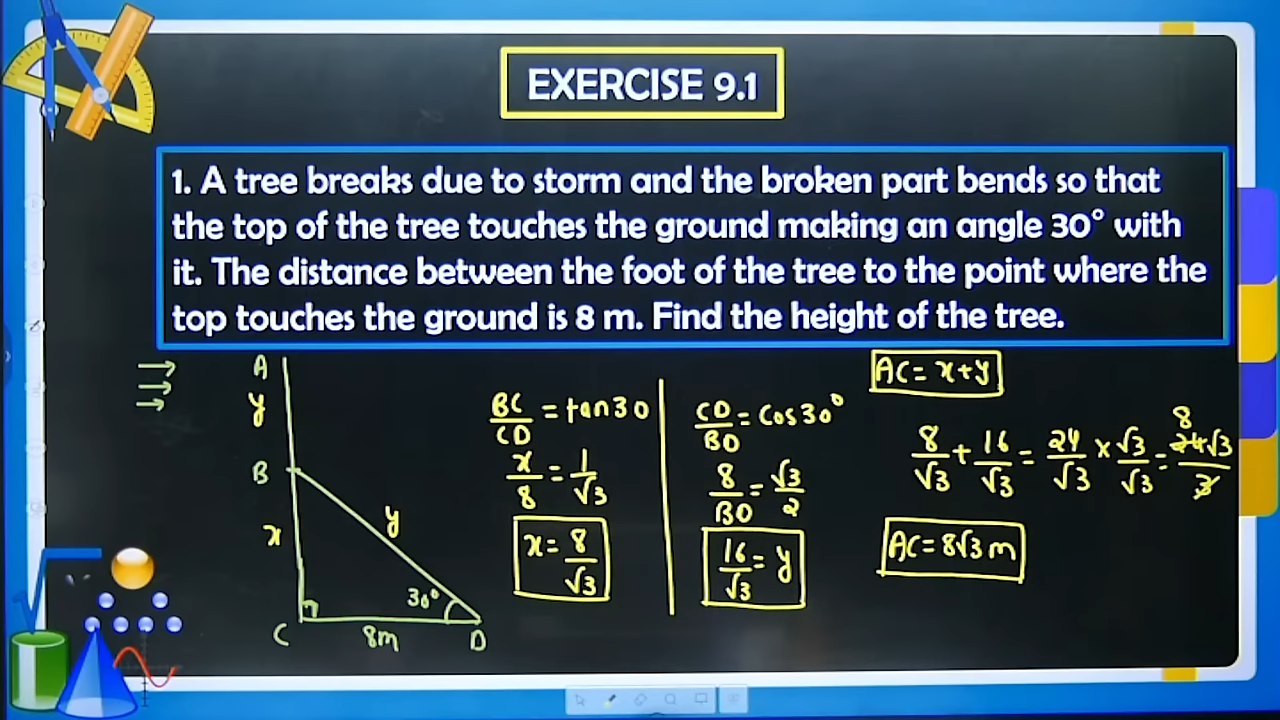 EXERCISE 9.1
1. A tree breaks due to storm and the broken part bends so that
the top of the tree touches the ground making an angle 30° with
it. The distance between the foot of the tree to the point where the
top touches the ground is 8 m. Find the height of the tree.
A
y
B
x
y
30°
C
8m
D
BC/CD = tan30
x/8 = 1/√3
x = 8/√3
CD/BD = cos30°
8/BD = √3/2
16/√3 = y
AC = x+y
8/√3 + 16/√3 = 24/√3 × √3/√3 = 24√3/3
8
AC = 8√3 m